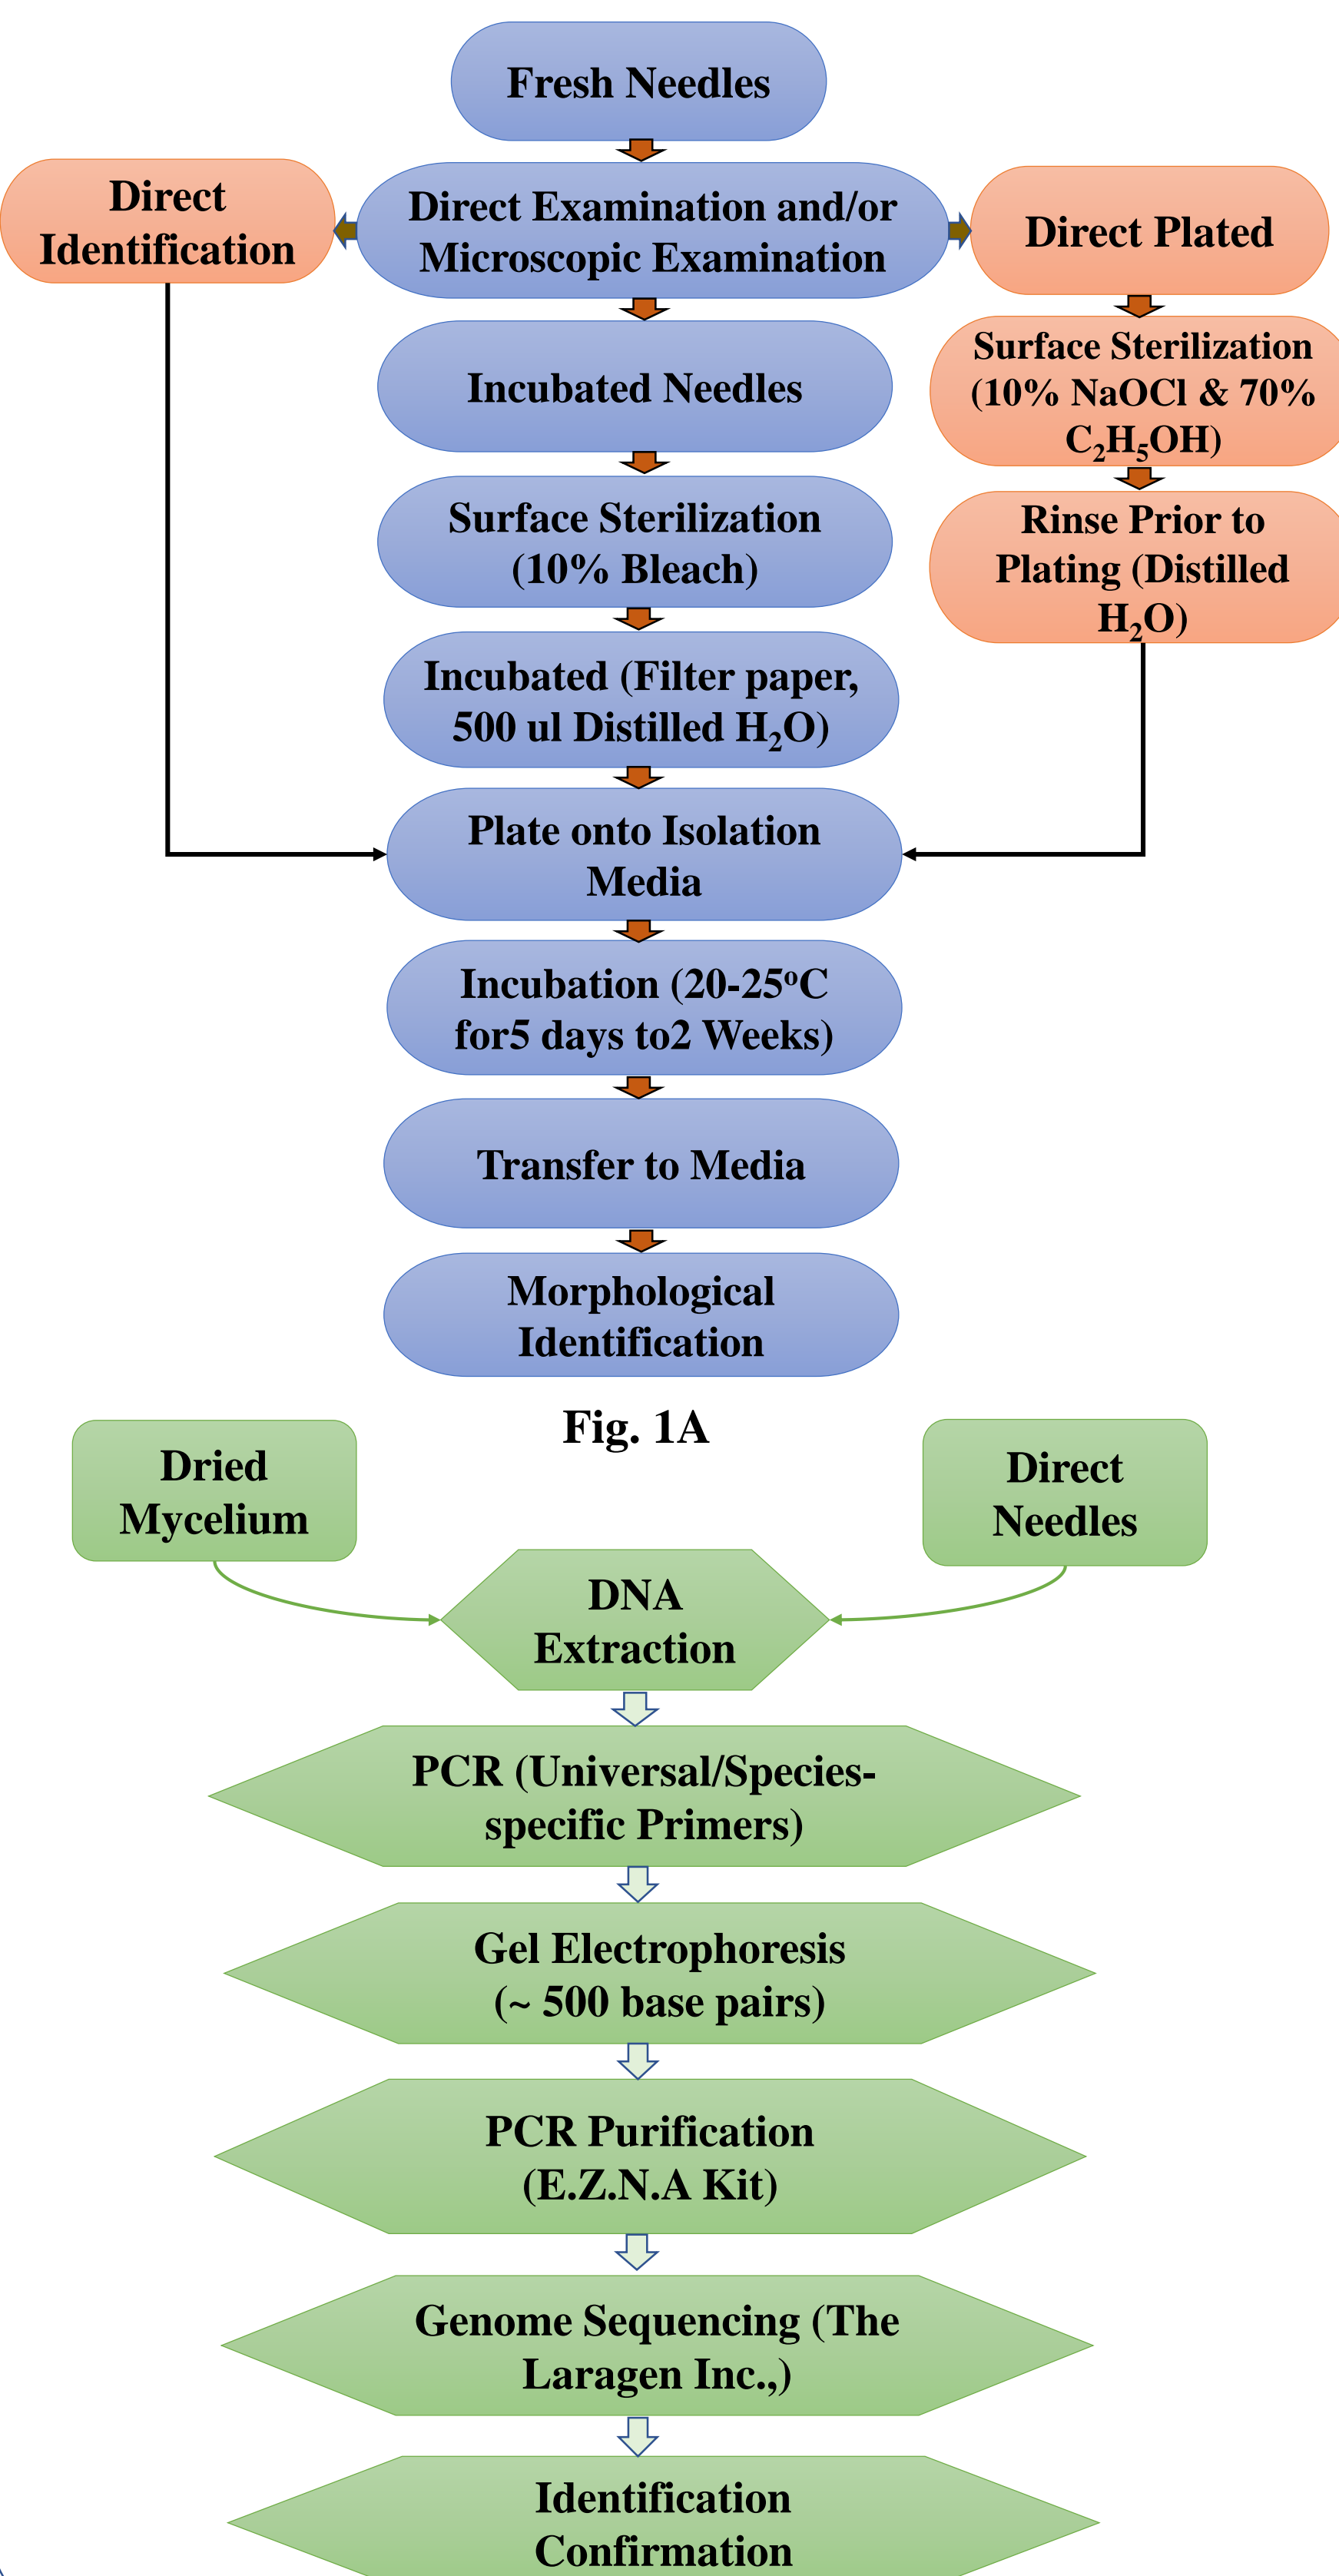 Fresh Needles
Direct
Identification
Direct Examination and/or
Microscopic Examination
Direct Plated
Incubated Needles
Surface Sterilization
(10% NaOCl & 70%
C₂H₅OH)
Surface Sterilization
(10% Bleach)
Rinse Prior to
Plating (Distilled
H₂O)
Incubated (Filter paper,
500 ul Distilled H₂O)
Plate onto Isolation
Media
Incubation (20-25ᵒC
for5 days to2 Weeks)
Transfer to Media
Morphological
Identification
Fig. 1A
Dried
Mycelium
Direct
Needles
DNA
Extraction
PCR (Universal/Species-
specific Primers)
Gel Electrophoresis
(~ 500 base pairs)
PCR Purification
(E.Z.N.A Kit)
Genome Sequencing (The
Laragen Inc.,)
Identification
Confirmation